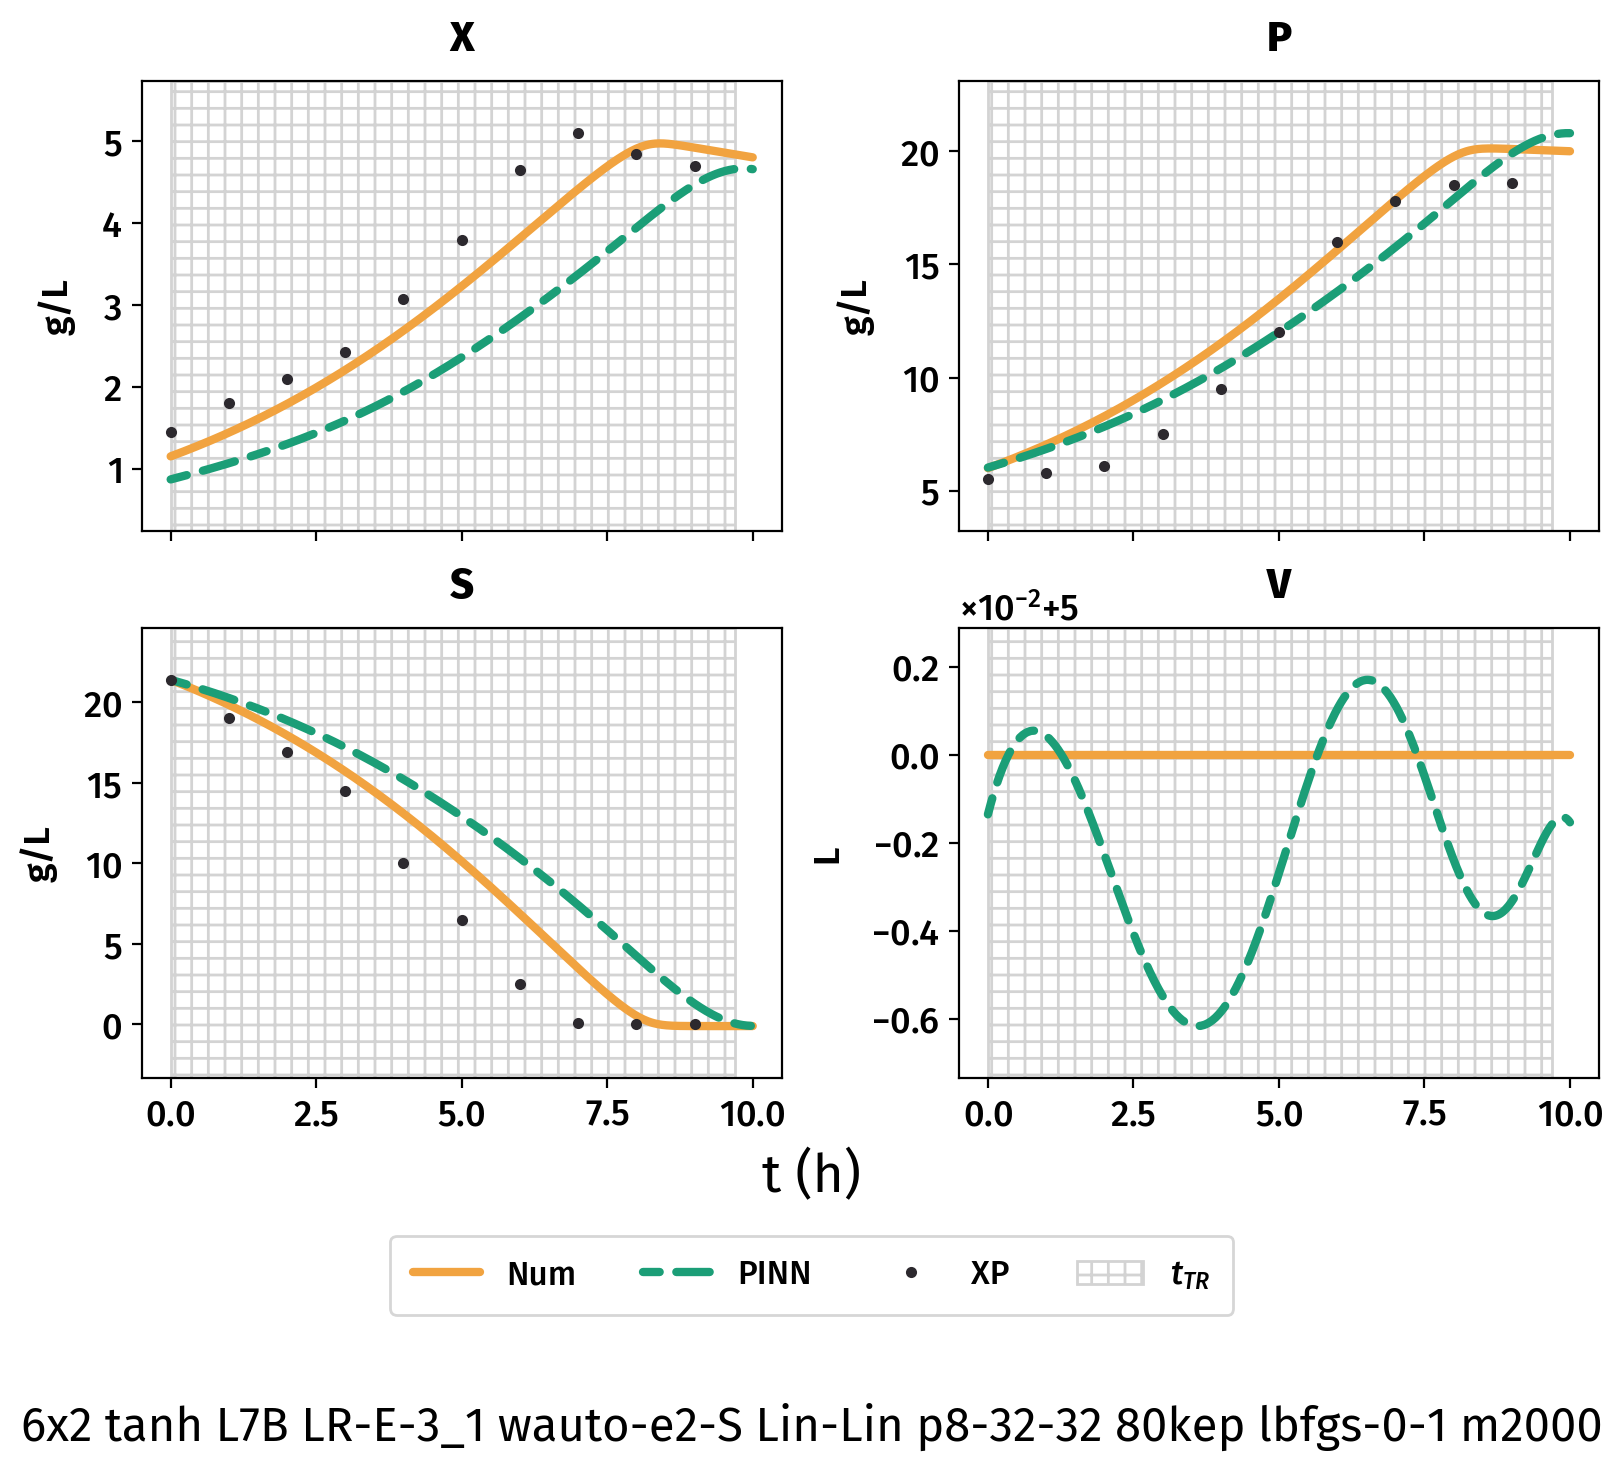 X
P
5
4
3
2
1
g/L
20
15
10
5
g/L
S
V
×10⁻²+5
20
15
10
5
0
g/L
0.2
0.0
−0.2
−0.4
−0.6
L
0.0 2.5 5.0 7.5 10.0
0.0 2.5 5.0 7.5 10.0
t (h)
Num PINN XP t_TR
6x2 tanh L7B LR-E-3_1 wauto-e2-S Lin-Lin p8-32-32 80kep lbfgs-0-1 m2000